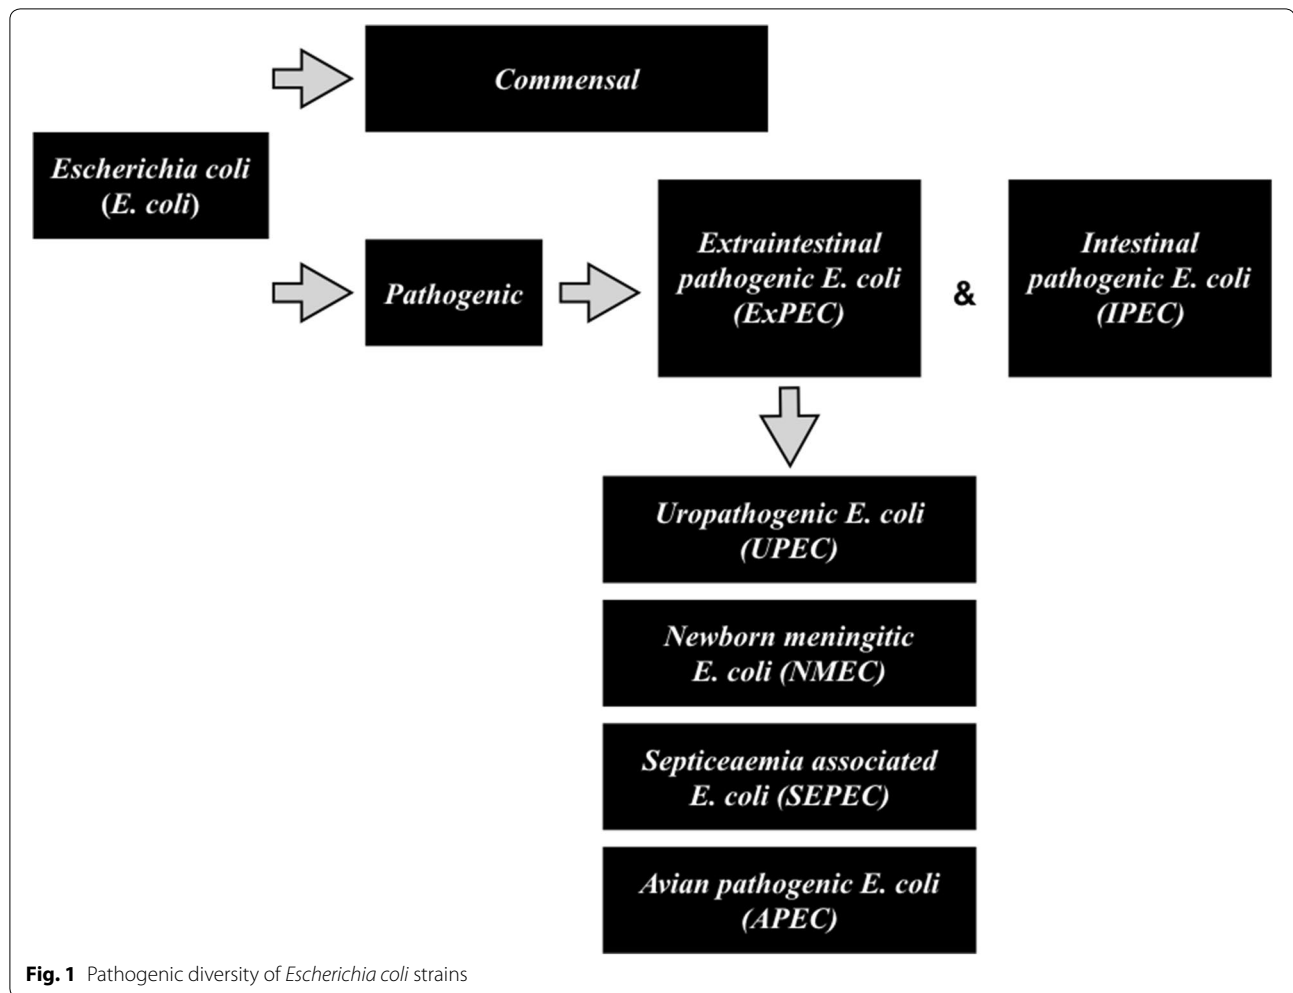 Commensal
Escherichia coli
(E. coli)
Pathogenic
Extraintestinal
pathogenic E. coli
(ExPEC)
&
Intestinal
pathogenic E. coli
(IPEC)
Uropathogenic E. coli
(UPEC)
Newborn meningitic
E. coli (NMEC)
Septiceaemia associated
E. coli (SEPEC)
Avian pathogenic E. coli
(APEC)
Fig. 1 Pathogenic diversity of Escherichia coli strains